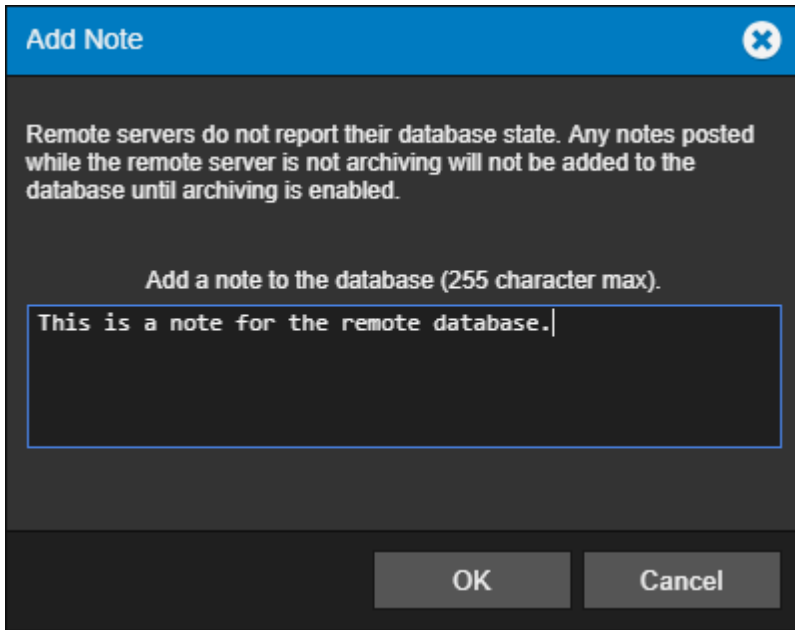 Add Note
Remote servers do not report their database state. Any notes posted
while the remote server is not archiving will not be added to the
database until archiving is enabled.
Add a note to the database (255 character max).
This is a note for the remote database.
OK
Cancel